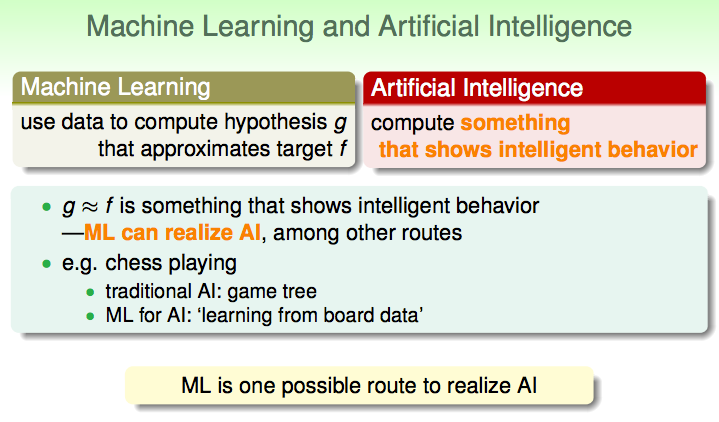 Machine Learning and Artificial Intelligence
Machine Learning
use data to compute hypothesis g
that approximates target f
Artificial Intelligence
compute something
that shows intelligent behavior
• g ≈ f is something that shows intelligent behavior
—ML can realize AI, among other routes
• e.g. chess playing
• traditional AI: game tree
• ML for AI: ‘learning from board data’
ML is one possible route to realize AI